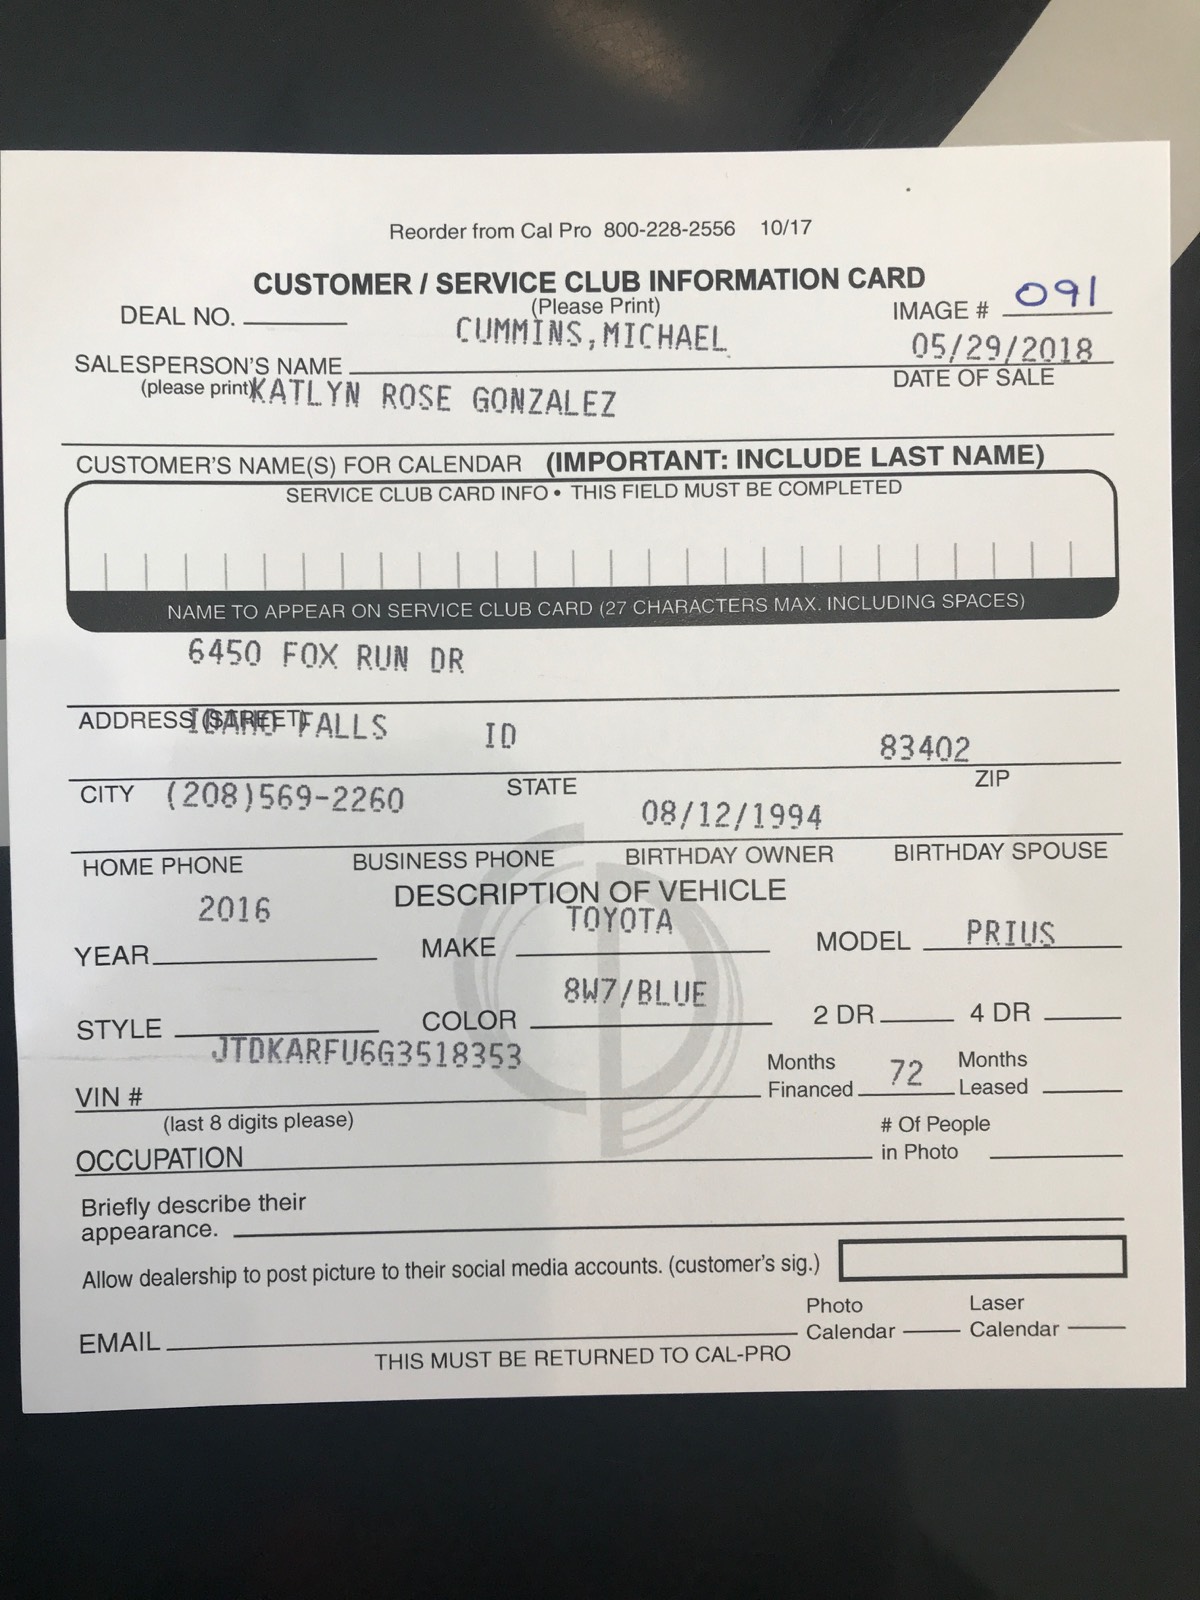 Reorder from Cal Pro 800-228-2556 10/17
CUSTOMER / SERVICE CLUB INFORMATION CARD
(Please Print)
DEAL NO.
IMAGE # 091
CUMMINS,MICHAEL
05/29/2018
SALESPERSON'S NAME
DATE OF SALE
(please print)
KATLYN ROSE GONZALEZ
CUSTOMER'S NAME(S) FOR CALENDAR (IMPORTANT: INCLUDE LAST NAME)
SERVICE CLUB CARD INFO • THIS FIELD MUST BE COMPLETED
NAME TO APPEAR ON SERVICE CLUB CARD (27 CHARACTERS MAX. INCLUDING SPACES)
6450 FOX RUN DR
ADDRESS (STREET)
IDAHO FALLS ID 83402
CITY STATE ZIP
(208)569-2260 08/12/1994
HOME PHONE BUSINESS PHONE BIRTHDAY OWNER BIRTHDAY SPOUSE
DESCRIPTION OF VEHICLE
YEAR 2016 MAKE TOYOTA MODEL PRIUS
STYLE COLOR 8W7/BLUE 2 DR 4 DR
JTDKARFU6G3518353
VIN # Months Financed 72 Months Leased
(last 8 digits please)
OCCUPATION # Of People in Photo
Briefly describe their
appearance.
Allow dealership to post picture to their social media accounts. (customer's sig.)
EMAIL Photo Calendar Laser Calendar
THIS MUST BE RETURNED TO CAL-PRO